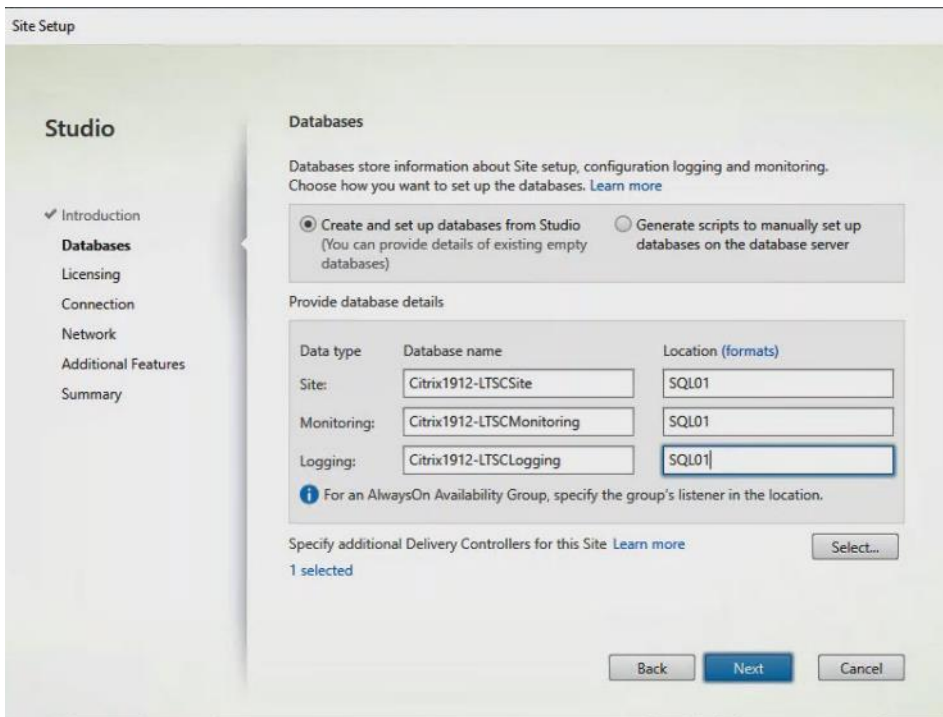 Site Setup
Studio
Introduction
Databases
Licensing
Connection
Network
Additional Features
Summary
Databases
Databases store information about Site setup, configuration logging and monitoring.
Choose how you want to set up the databases. Learn more
Create and set up databases from Studio
(You can provide details of existing empty
databases)
Generate scripts to manually set up
databases on the database server
Provide database details
Data type Database name Location (formats)
Site: Citrix1912-LTSCSite SQL01
Monitoring: Citrix1912-LTSCMonitoring SQL01
Logging: Citrix1912-LTSCLogging SQL01
For an AlwaysOn Availability Group, specify the group's listener in the location.
Specify additional Delivery Controllers for this Site Learn more Select...
1 selected
Back Next Cancel